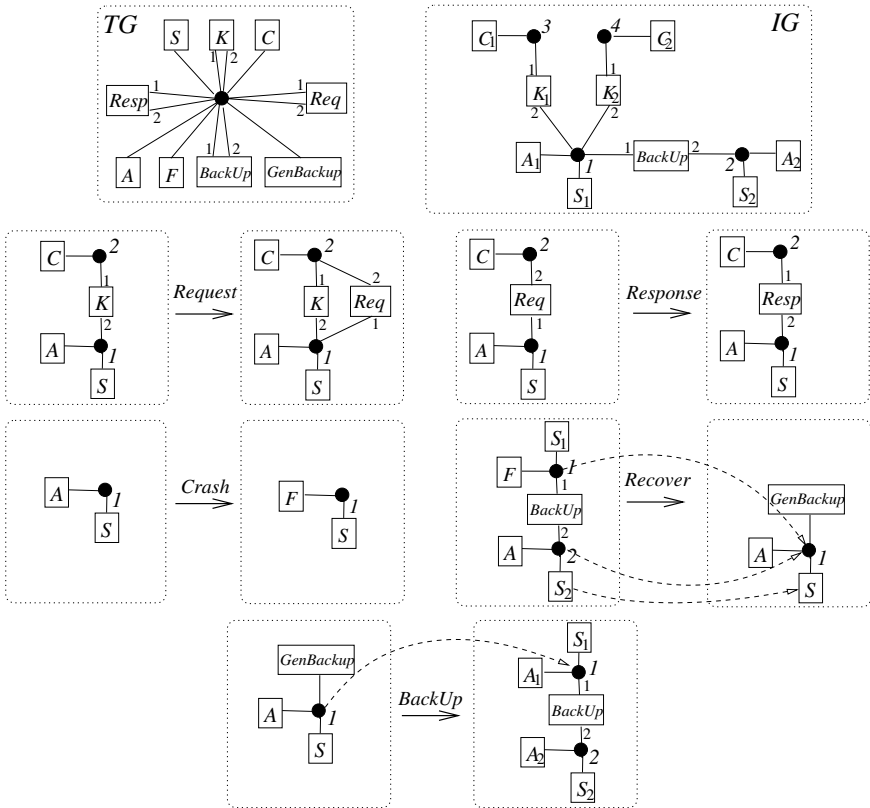 TG
S K C
1 2
Resp 1 2
1 2 Req
1 2
A F BackUp GenBackup
IG
C1 3 4 C2
1 1
K1 K2
2 2
A1 1 1 BackUp 2 2 A2
S1 S2
C 2
1
K
2
A 1
S
Request
C 2
1 2
K Req
2 1
A 1
S
C 2
2
Req
1
A 1
S
Response
C 2
1
Resp
2
A 1
S
A 1
S
Crash
F 1
S
S1
F 1
1
BackUp
2
A 2
S2
Recover
GenBackup
A 1
S
GenBackup
A 1
S
BackUp
S1
A1 1
1
BackUp
2
A2 2
S2